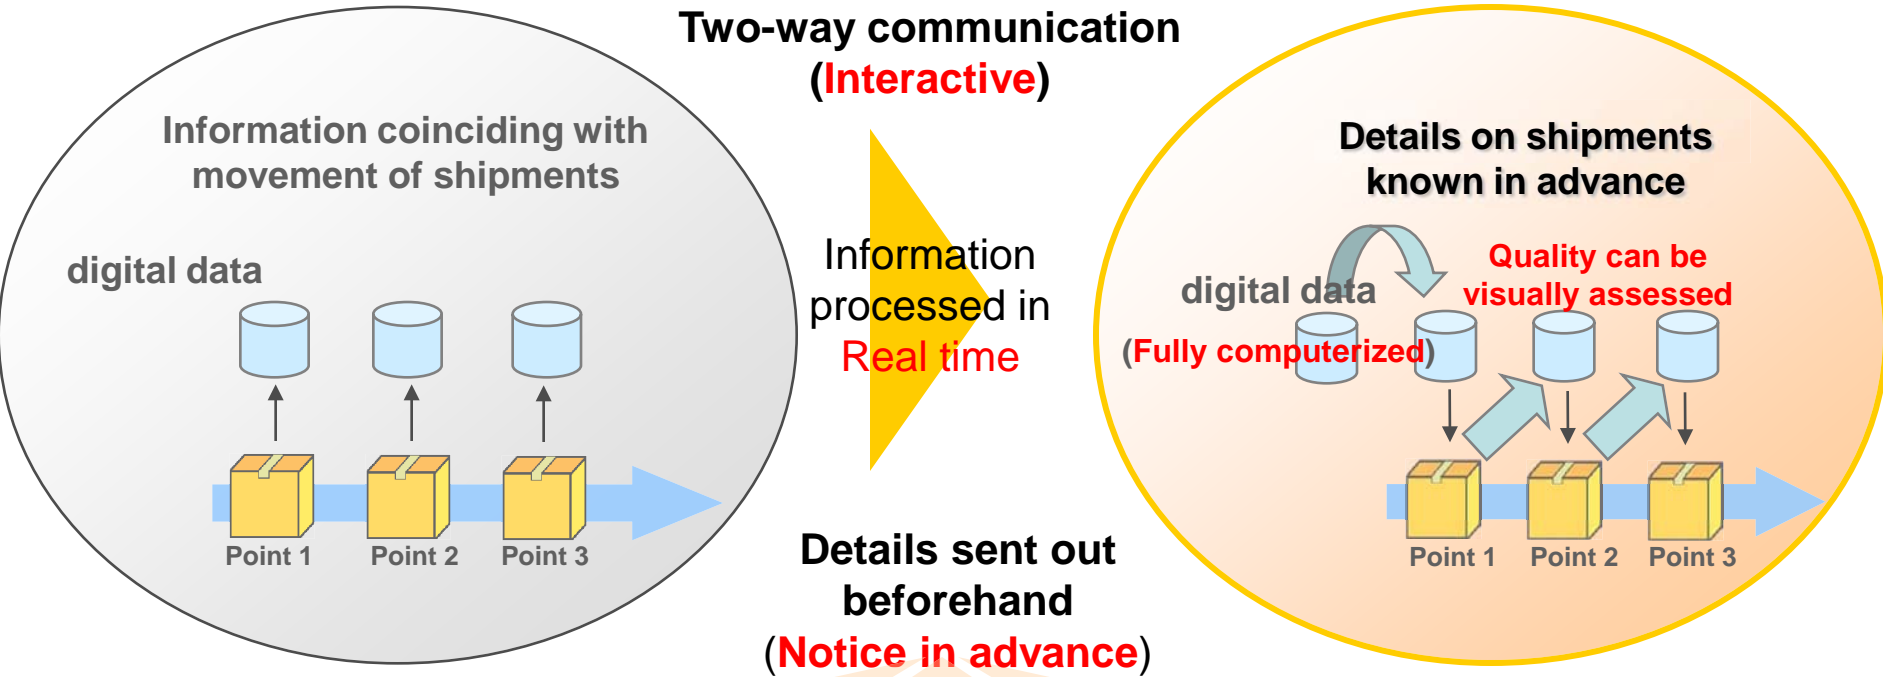 Two-way communication
(Interactive)
Information coinciding with
movement of shipments
digital data
Point 1
Point 2
Point 3
Information
processed in
Real time
Details sent out
beforehand
(Notice in advance)
Details on shipments
known in advance
Quality can be
visually assessed
digital data
(Fully computerized)
Point 1
Point 2
Point 3